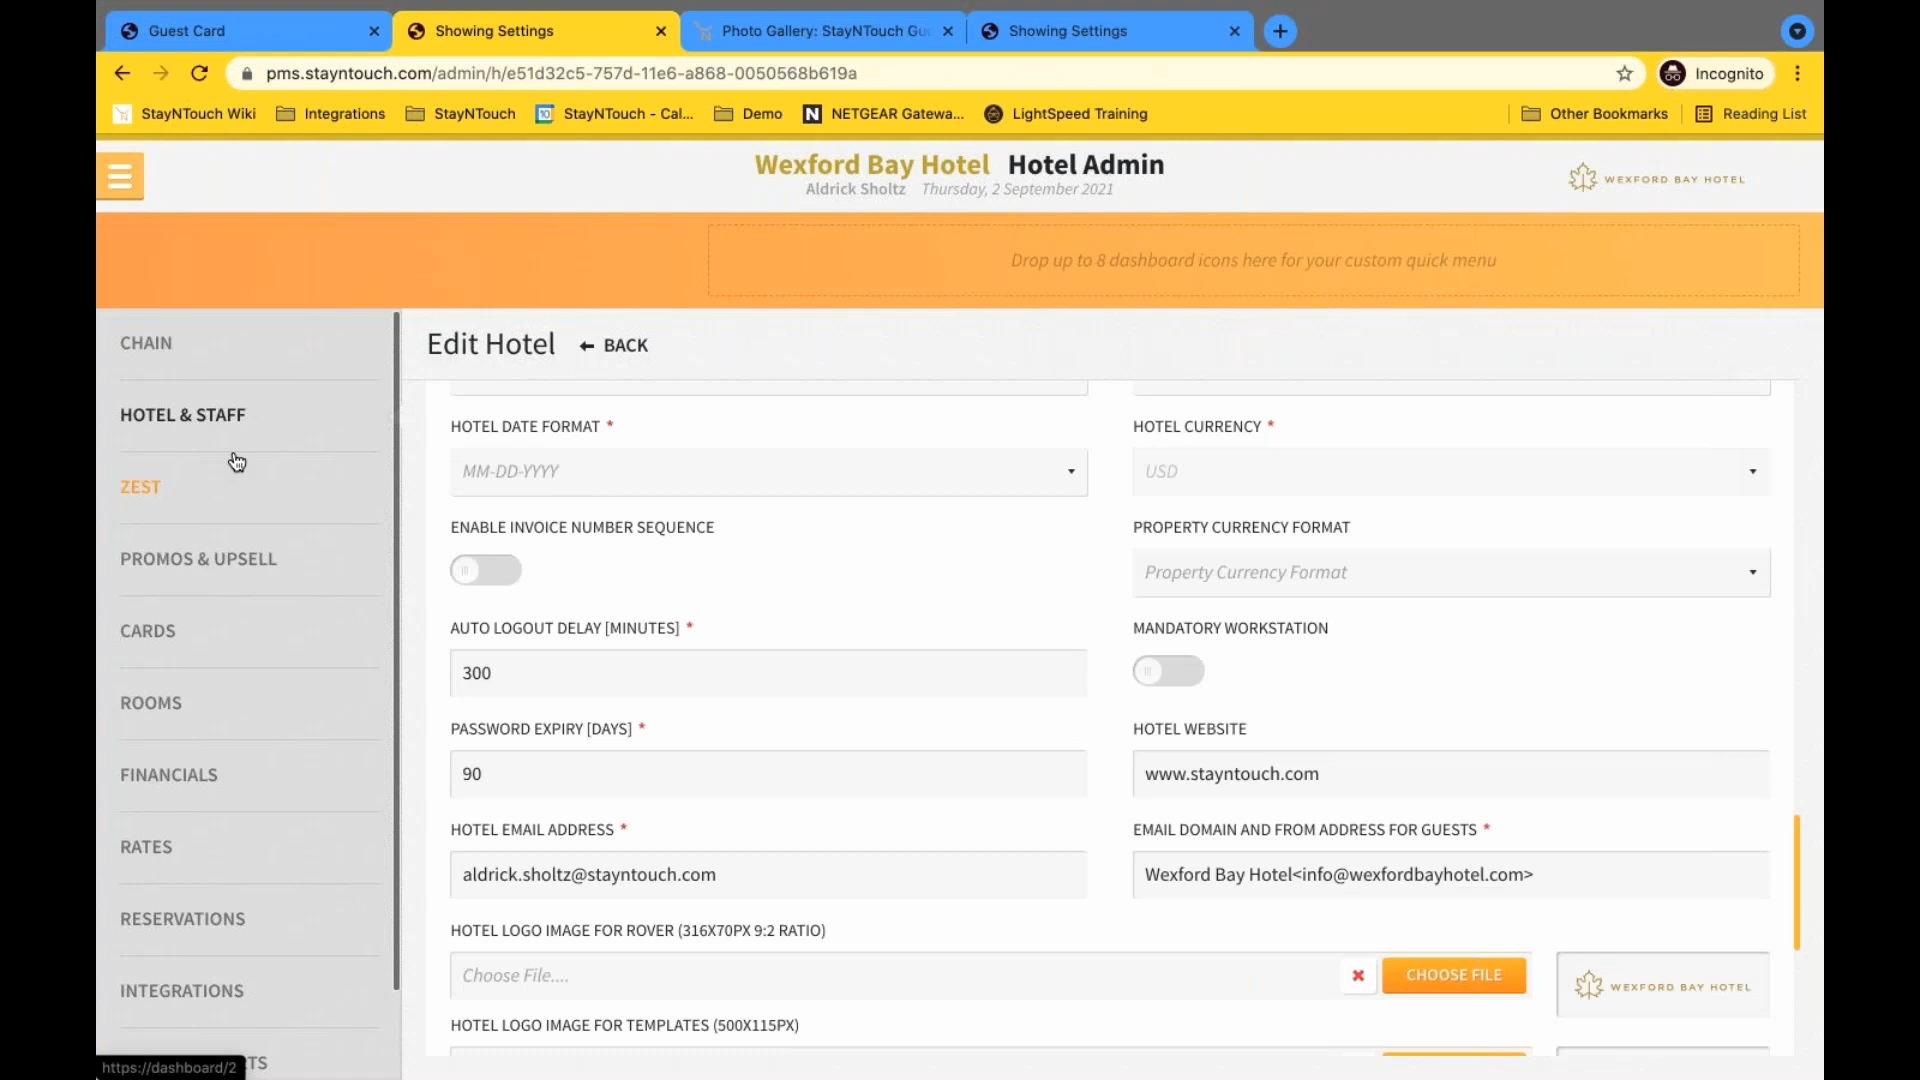 Guest Card
Showing Settings
Photo Gallery: StayNTouch Gu
Showing Settings
pms.stayntouch.com/admin/h/e51d32c5-757d-11e6-a868-0050568b619a
Incognito
StayNTouch Wiki
Integrations
StayNTouch
StayNTouch - Cal...
Demo
NETGEAR Gatewa...
LightSpeed Training
Other Bookmarks
Reading List
Wexford Bay Hotel Hotel Admin
Aldrick Sholtz Thursday, 2 September 2021
WEXFORD BAY HOTEL
Drop up to 8 dashboard icons here for your custom quick menu
CHAIN
HOTEL & STAFF
ZEST
PROMOS & UPSELL
CARDS
ROOMS
FINANCIALS
RATES
RESERVATIONS
INTEGRATIONS
TS
https://dashboard/2
Edit Hotel
BACK
HOTEL DATE FORMAT *
MM-DD-YYYY
HOTEL CURRENCY *
USD
ENABLE INVOICE NUMBER SEQUENCE
PROPERTY CURRENCY FORMAT
Property Currency Format
AUTO LOGOUT DELAY [MINUTES] *
300
MANDATORY WORKSTATION
PASSWORD EXPIRY [DAYS] *
90
HOTEL WEBSITE
www.stayntouch.com
HOTEL EMAIL ADDRESS *
aldrick.sholtz@stayntouch.com
EMAIL DOMAIN AND FROM ADDRESS FOR GUESTS *
Wexford Bay Hotel<info@wexfordbayhotel.com>
HOTEL LOGO IMAGE FOR ROVER (316X70PX 9:2 RATIO)
Choose File....
CHOOSE FILE
WEXFORD BAY HOTEL
HOTEL LOGO IMAGE FOR TEMPLATES (500X115PX)